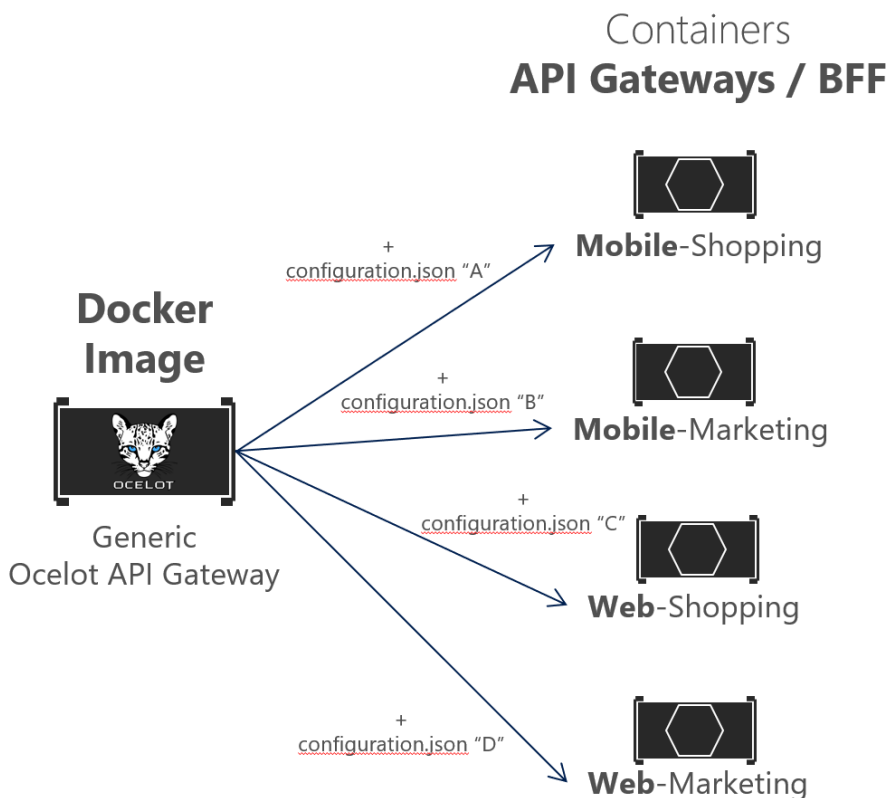 Containers
API Gateways / BFF
Mobile-Shopping
+
configuration.json “A”
Docker
Image
+
configuration.json “B”
Mobile-Marketing
OCELOT
+
configuration.json “C”
Generic
Ocelot API Gateway
Web-Shopping
+
configuration.json “D”
Web-Marketing